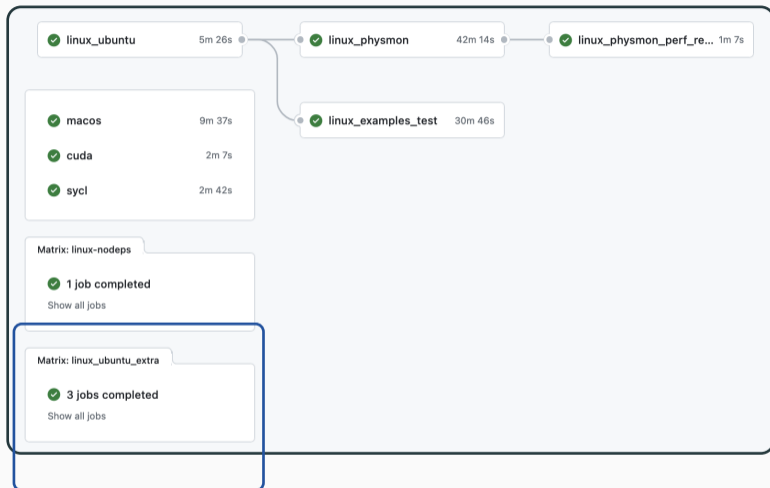 linux_ubuntu 5m 26s
linux_physmon 42m 14s
linux_physmon_perf_re... 1m 7s
linux_examples_test 30m 46s
macos 9m 37s
cuda 2m 7s
sycl 2m 42s
Matrix: linux-nodeps
1 job completed
Show all jobs
Matrix: linux_ubuntu_extra
3 jobs completed
Show all jobs